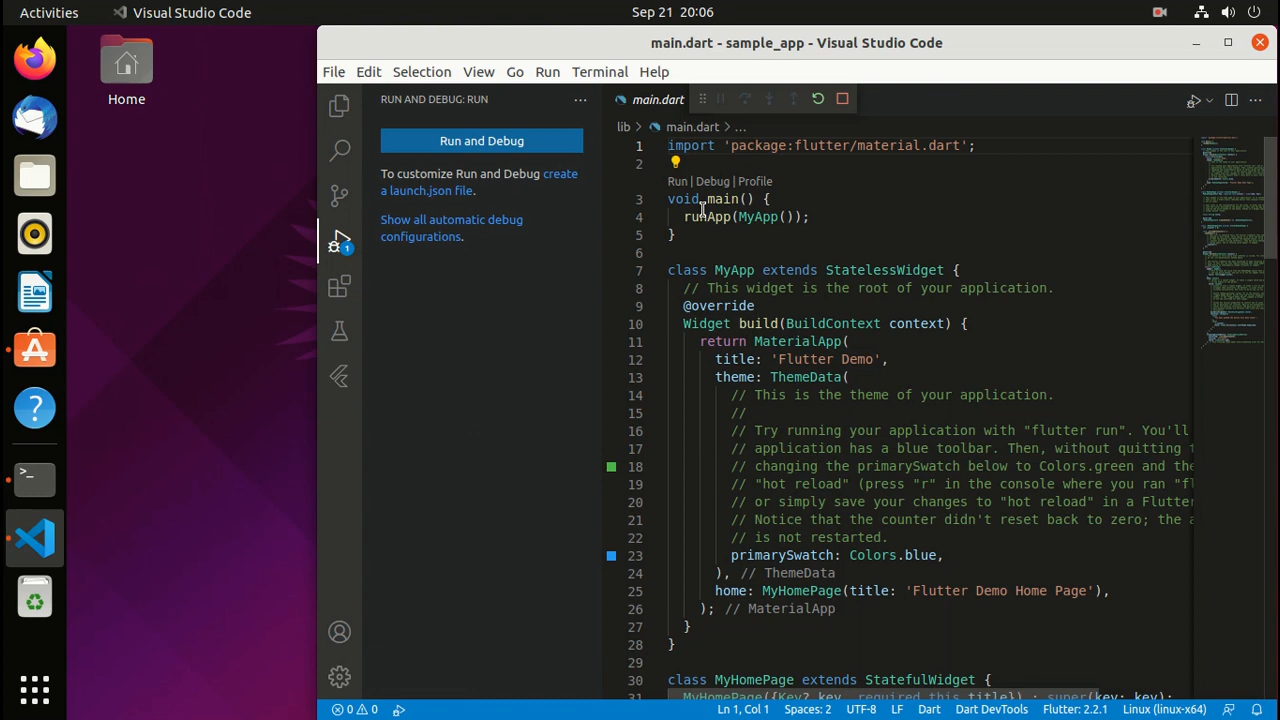 Activities
Visual Studio Code
Sep 21 20:06
Home
main.dart - sample_app - Visual Studio Code
File Edit Selection View Go Run Terminal Help
RUN AND DEBUG: RUN
Run and Debug
To customize Run and Debug create
a launch.json file.
Show all automatic debug
configurations.
1
main.dart
lib > main.dart > ...
1 import 'package:flutter/material.dart';
2
Run | Debug | Profile
3 void main() {
4 runApp(MyApp());
5 }
6
7 class MyApp extends StatelessWidget {
8 // This widget is the root of your application.
9 @override
10 Widget build(BuildContext context) {
11 return MaterialApp(
12 title: 'Flutter Demo',
13 theme: ThemeData(
14 // This is the theme of your application.
15 //
16 // Try running your application with "flutter run". You'll
17 // application has a blue toolbar. Then, without quitting
18 // changing the primarySwatch below to Colors.green and the
19 // "hot reload" (press "r" in the console where you ran "fl
20 // or simply save your changes to "hot reload" in a Flutter
21 // Notice that the counter didn't reset back to zero; the a
22 // is not restarted.
23 primarySwatch: Colors.blue,
24 ), // ThemeData
25 home: MyHomePage(title: 'Flutter Demo Home Page'),
26 ); // MaterialApp
27 }
28 }
29
30 class MyHomePage extends StatefulWidget {
31 MyHomePage({Key? key, required this.title}) : super(key: key);
0 0 Ln 1, Col 1 Spaces: 2 UTF-8 LF Dart Dart DevTools Flutter: 2.2.1 Linux (linux-x64)